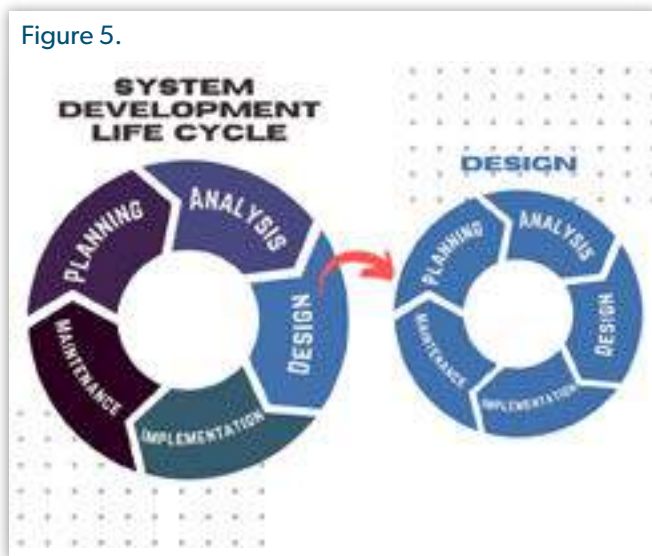 Figure 5.
SYSTEM
DEVELOPMENT
LIFE CYCLE
PLANNING
ANALYSIS
DESIGN
IMPLEMENTATION
MAINTENANCE
DESIGN
PLANNING
ANALYSIS
DESIGN
IMPLEMENTATION
MAINTENANCE